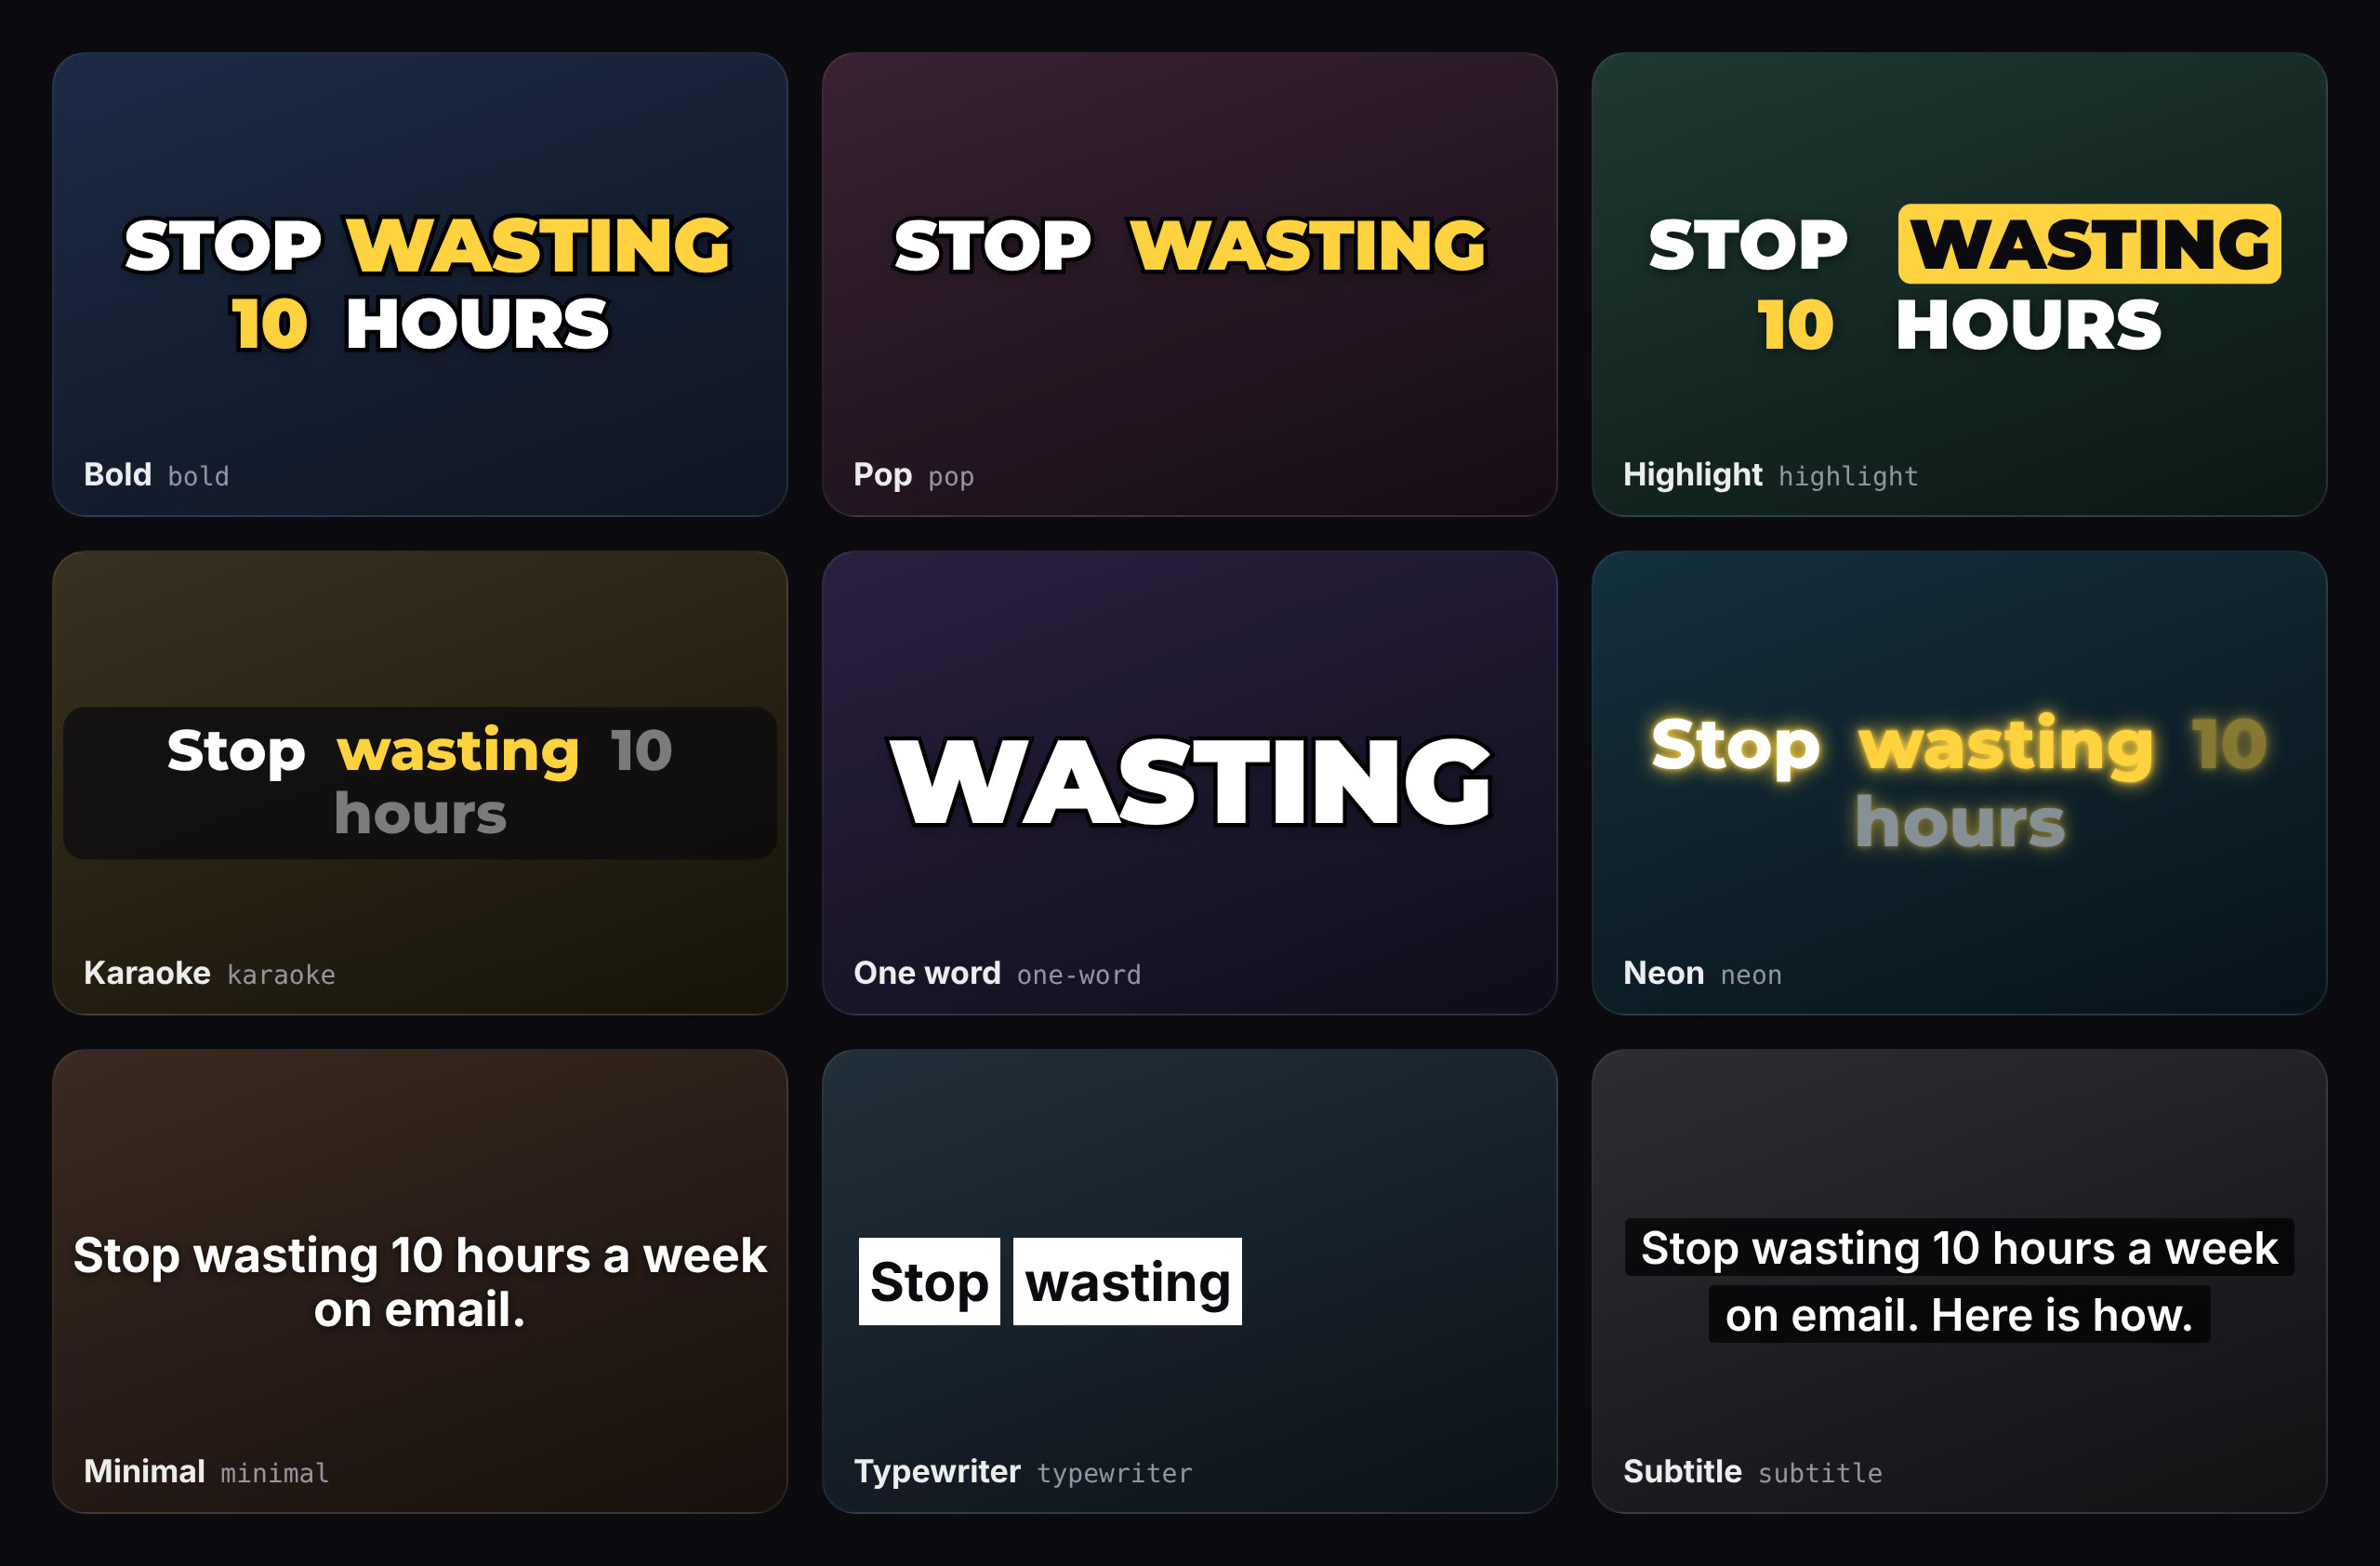 STOP WASTING
10 HOURS
Bold bold
STOP WASTING
Pop pop
STOP WASTING
10 HOURS
Highlight highlight
Stop wasting 10
hours
Karaoke karaoke
WASTING
One word one-word
Stop wasting 10
hours
Neon neon
Stop wasting 10 hours a week
on email.
Minimal minimal
Stop wasting
Typewriter typewriter
Stop wasting 10 hours a week
on email. Here is how.
Subtitle subtitle